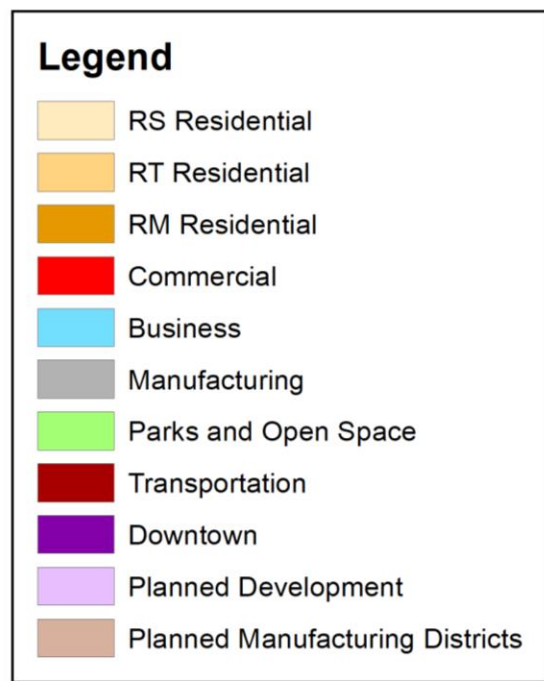 Legend
RS Residential
RT Residential
RM Residential
Commercial
Business
Manufacturing
Parks and Open Space
Transportation
Downtown
Planned Development
Planned Manufacturing Districts